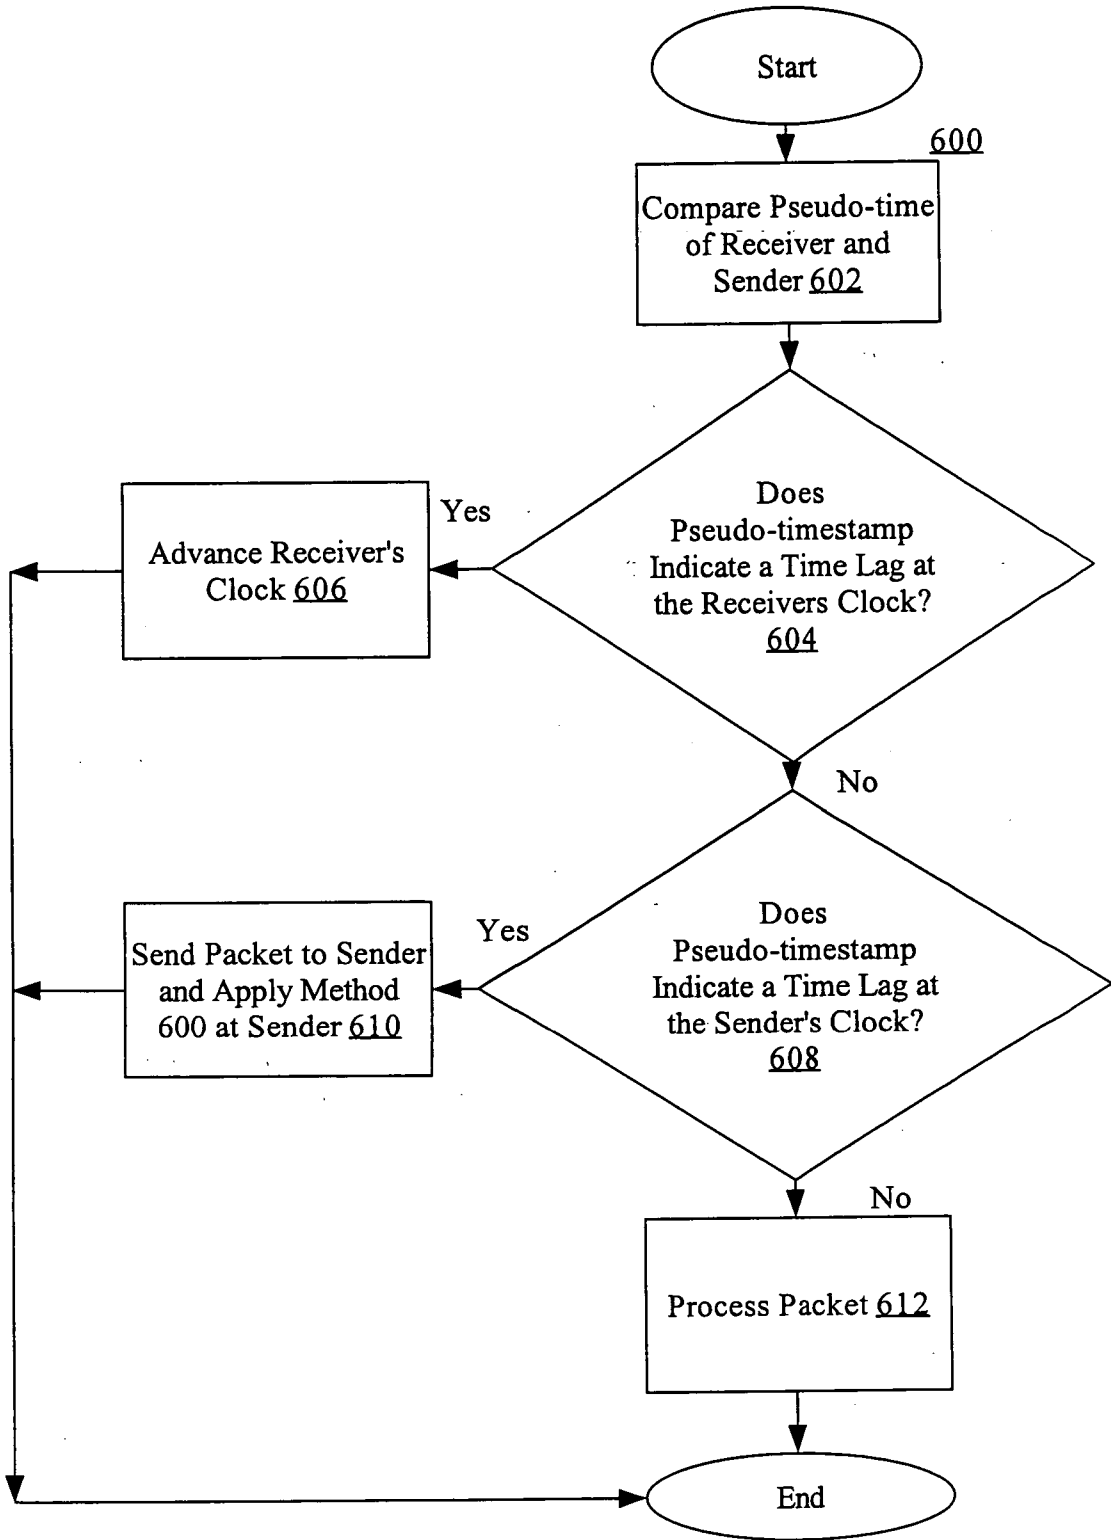 Start
600
Compare Pseudo-time
of Receiver and
Sender 602
Does
Pseudo-timestamp
Indicate a Time Lag at
the Receivers Clock?
604
Yes
Advance Receiver's
Clock 606
No
Does
Pseudo-timestamp
Indicate a Time Lag at
the Sender's Clock?
608
Yes
Send Packet to Sender
and Apply Method
600 at Sender 610
No
Process Packet 612
End